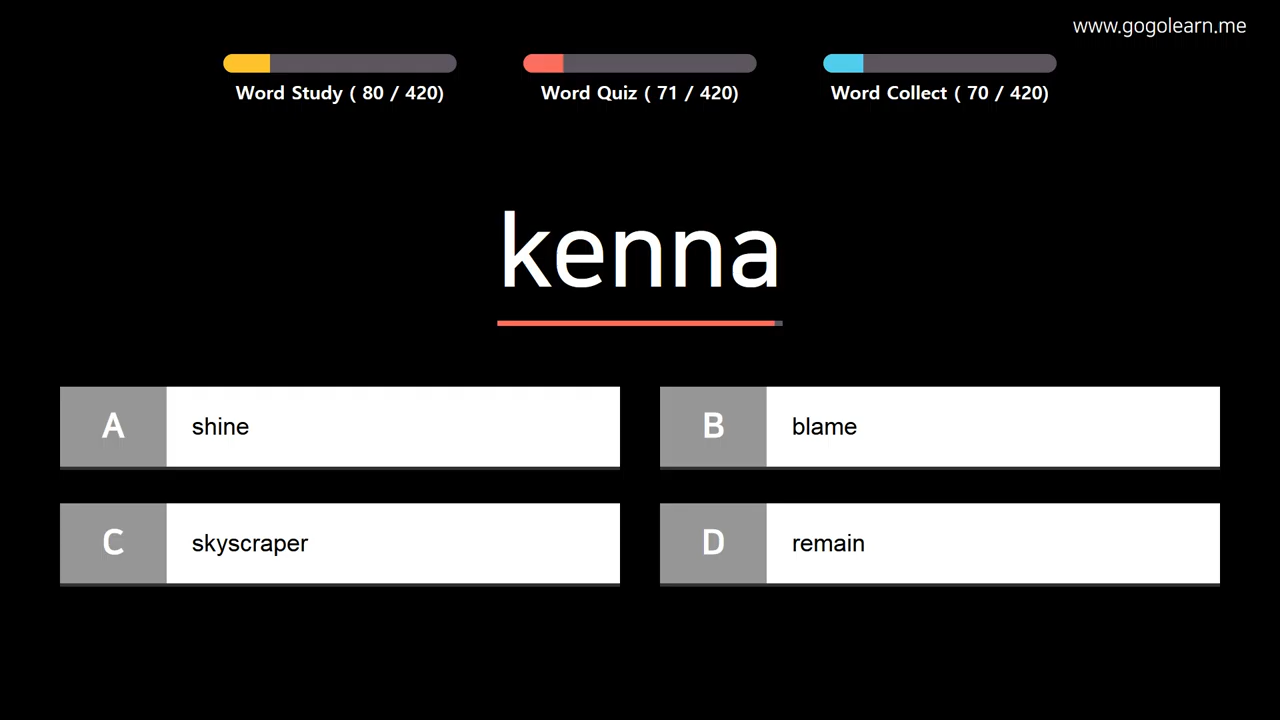 www.gogolearn.me
Word Study ( 80 / 420)
Word Quiz ( 71 / 420)
Word Collect ( 70 / 420)
kenna
A shine
B blame
C skyscraper
D remain